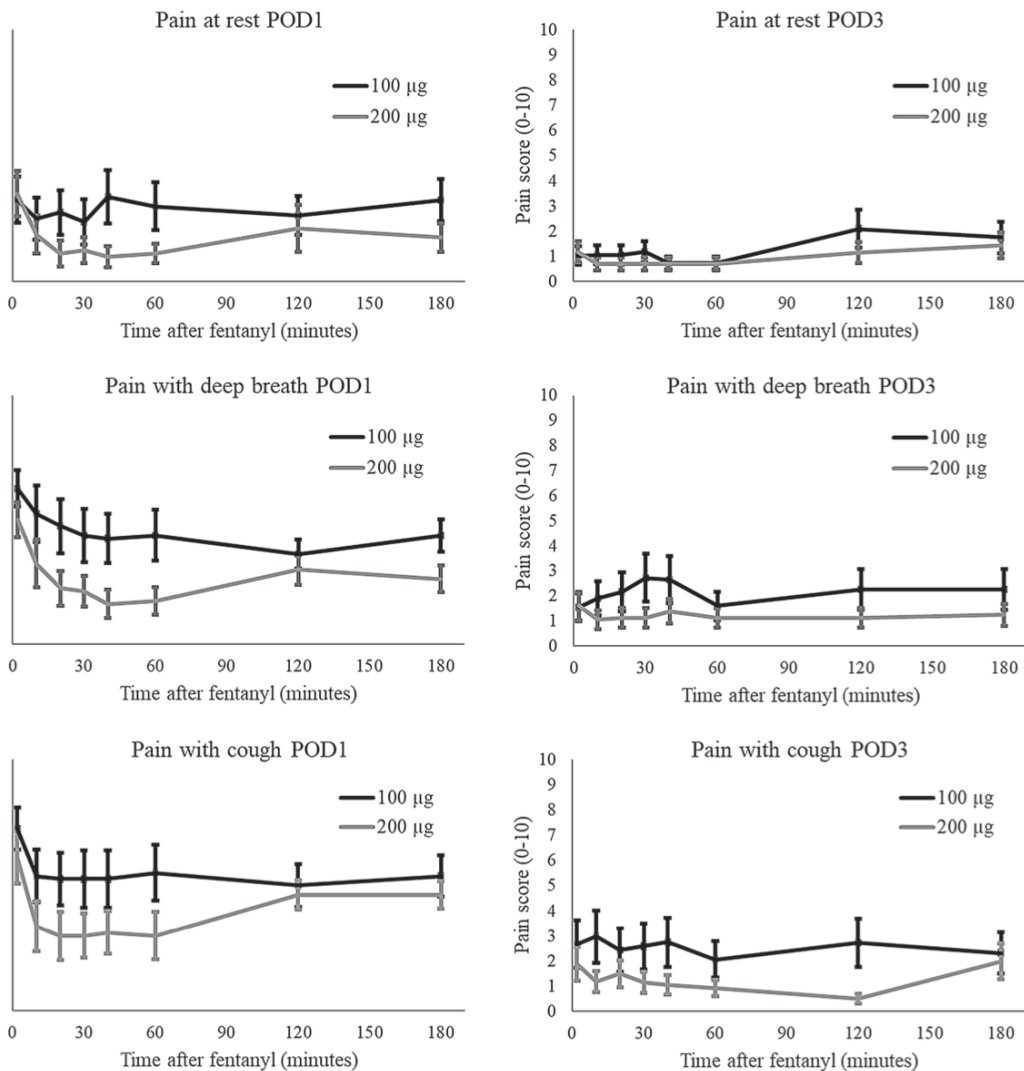 Pain at rest POD1
100 µg
200 µg
0 30 60 90 120 150 180
Time after fentanyl (minutes)
Pain at rest POD3
Pain score (0-10)
10
9
8
7
6
5
4
3
2
1
0
100 µg
200 µg
0 30 60 90 120 150 180
Time after fentanyl (minutes)
Pain with deep breath POD1
100 µg
200 µg
0 30 60 90 120 150 180
Time after fentanyl (minutes)
Pain with deep breath POD3
Pain score (0-10)
10
9
8
7
6
5
4
3
2
1
0
100 µg
200 µg
0 30 60 90 120 150 180
Time after fentanyl (minutes)
Pain with cough POD1
100 µg
200 µg
0 30 60 90 120 150 180
Time after fentanyl (minutes)
Pain with cough POD3
Pain score (0-10)
10
9
8
7
6
5
4
3
2
1
0
100 µg
200 µg
0 30 60 90 120 150 180
Time after fentanyl (minutes)